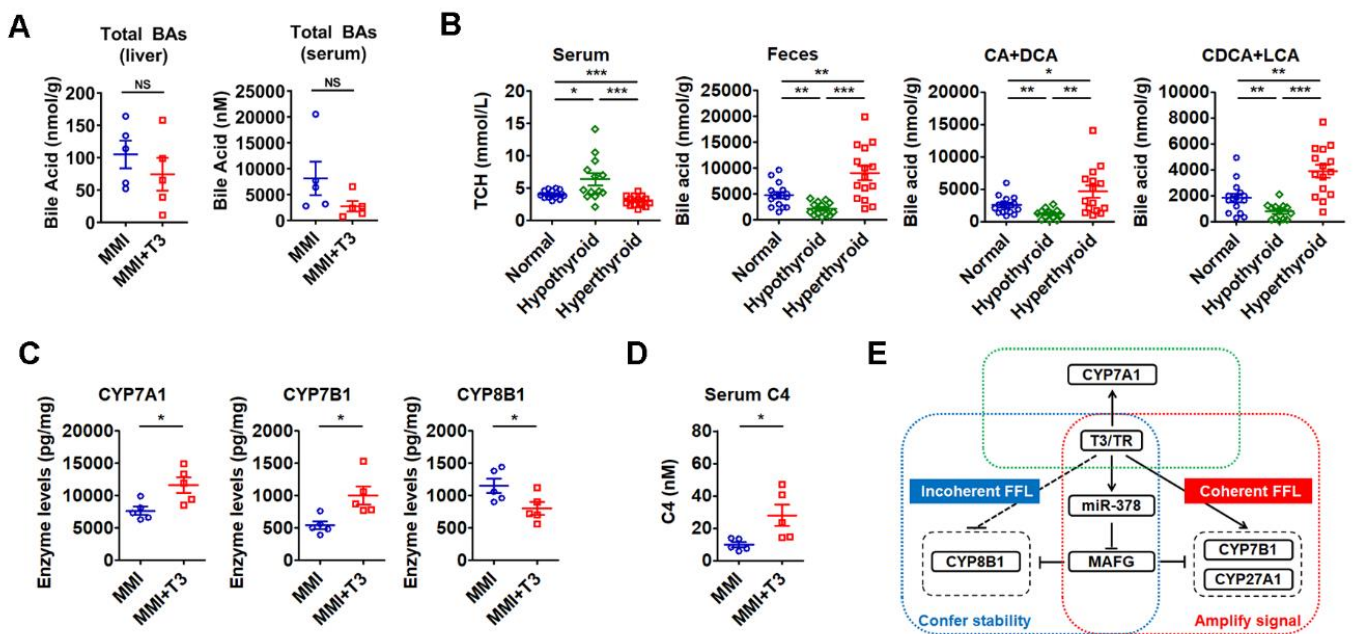 A
Total BAs
(liver)
Bile Acid (nmol/g)
200
150
100
50
0
NS
MMI
MMI+T3
Total BAs
(serum)
Bile Acid (nM)
25000
20000
15000
10000
5000
0
NS
MMI
MMI+T3
B
Serum
TCH (mmol/L)
20
15
10
5
0
***
* ***
Normal
Hypothyroid
Hyperthyroid
Feces
Bile acid (nmol/g)
25000
20000
15000
10000
5000
0
**
** ***
Normal
Hypothyroid
Hyperthyroid
CA+DCA
Bile acid (nmol/g)
20000
15000
10000
5000
0
*
** **
Normal
Hypothyroid
Hyperthyroid
CDCA+LCA
Bile acid (nmol/g)
10000
8000
6000
4000
2000
0
**
** ***
Normal
Hypothyroid
Hyperthyroid
C
CYP7A1
Enzyme levels (pg/mg)
20000
15000
10000
5000
0
*
MMI
MMI+T3
CYP7B1
Enzyme levels (pg/mg)
2000
1500
1000
500
0
*
MMI
MMI+T3
CYP8B1
Enzyme levels (pg/mg)
2000
1500
1000
500
0
*
MMI
MMI+T3
D
Serum C4
C4 (nM)
80
60
40
20
0
*
MMI
MMI+T3
E
CYP7A1
T3/TR
Incoherent FFL
Coherent FFL
miR-378
CYP8B1
MAFG
CYP7B1
CYP27A1
Confer stability
Amplify signal